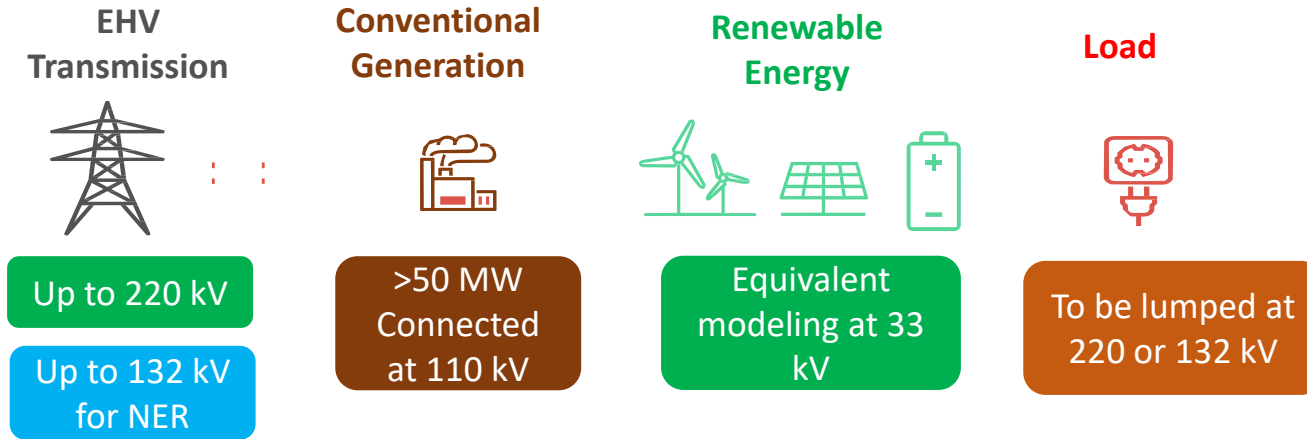 EHV
Transmission
Conventional
Generation
Renewable
Energy
Load
Up to 220 kV
Up to 132 kV
for NER
>50 MW
Connected
at 110 kV
Equivalent
modeling at 33
kV
To be lumped at
220 or 132 kV